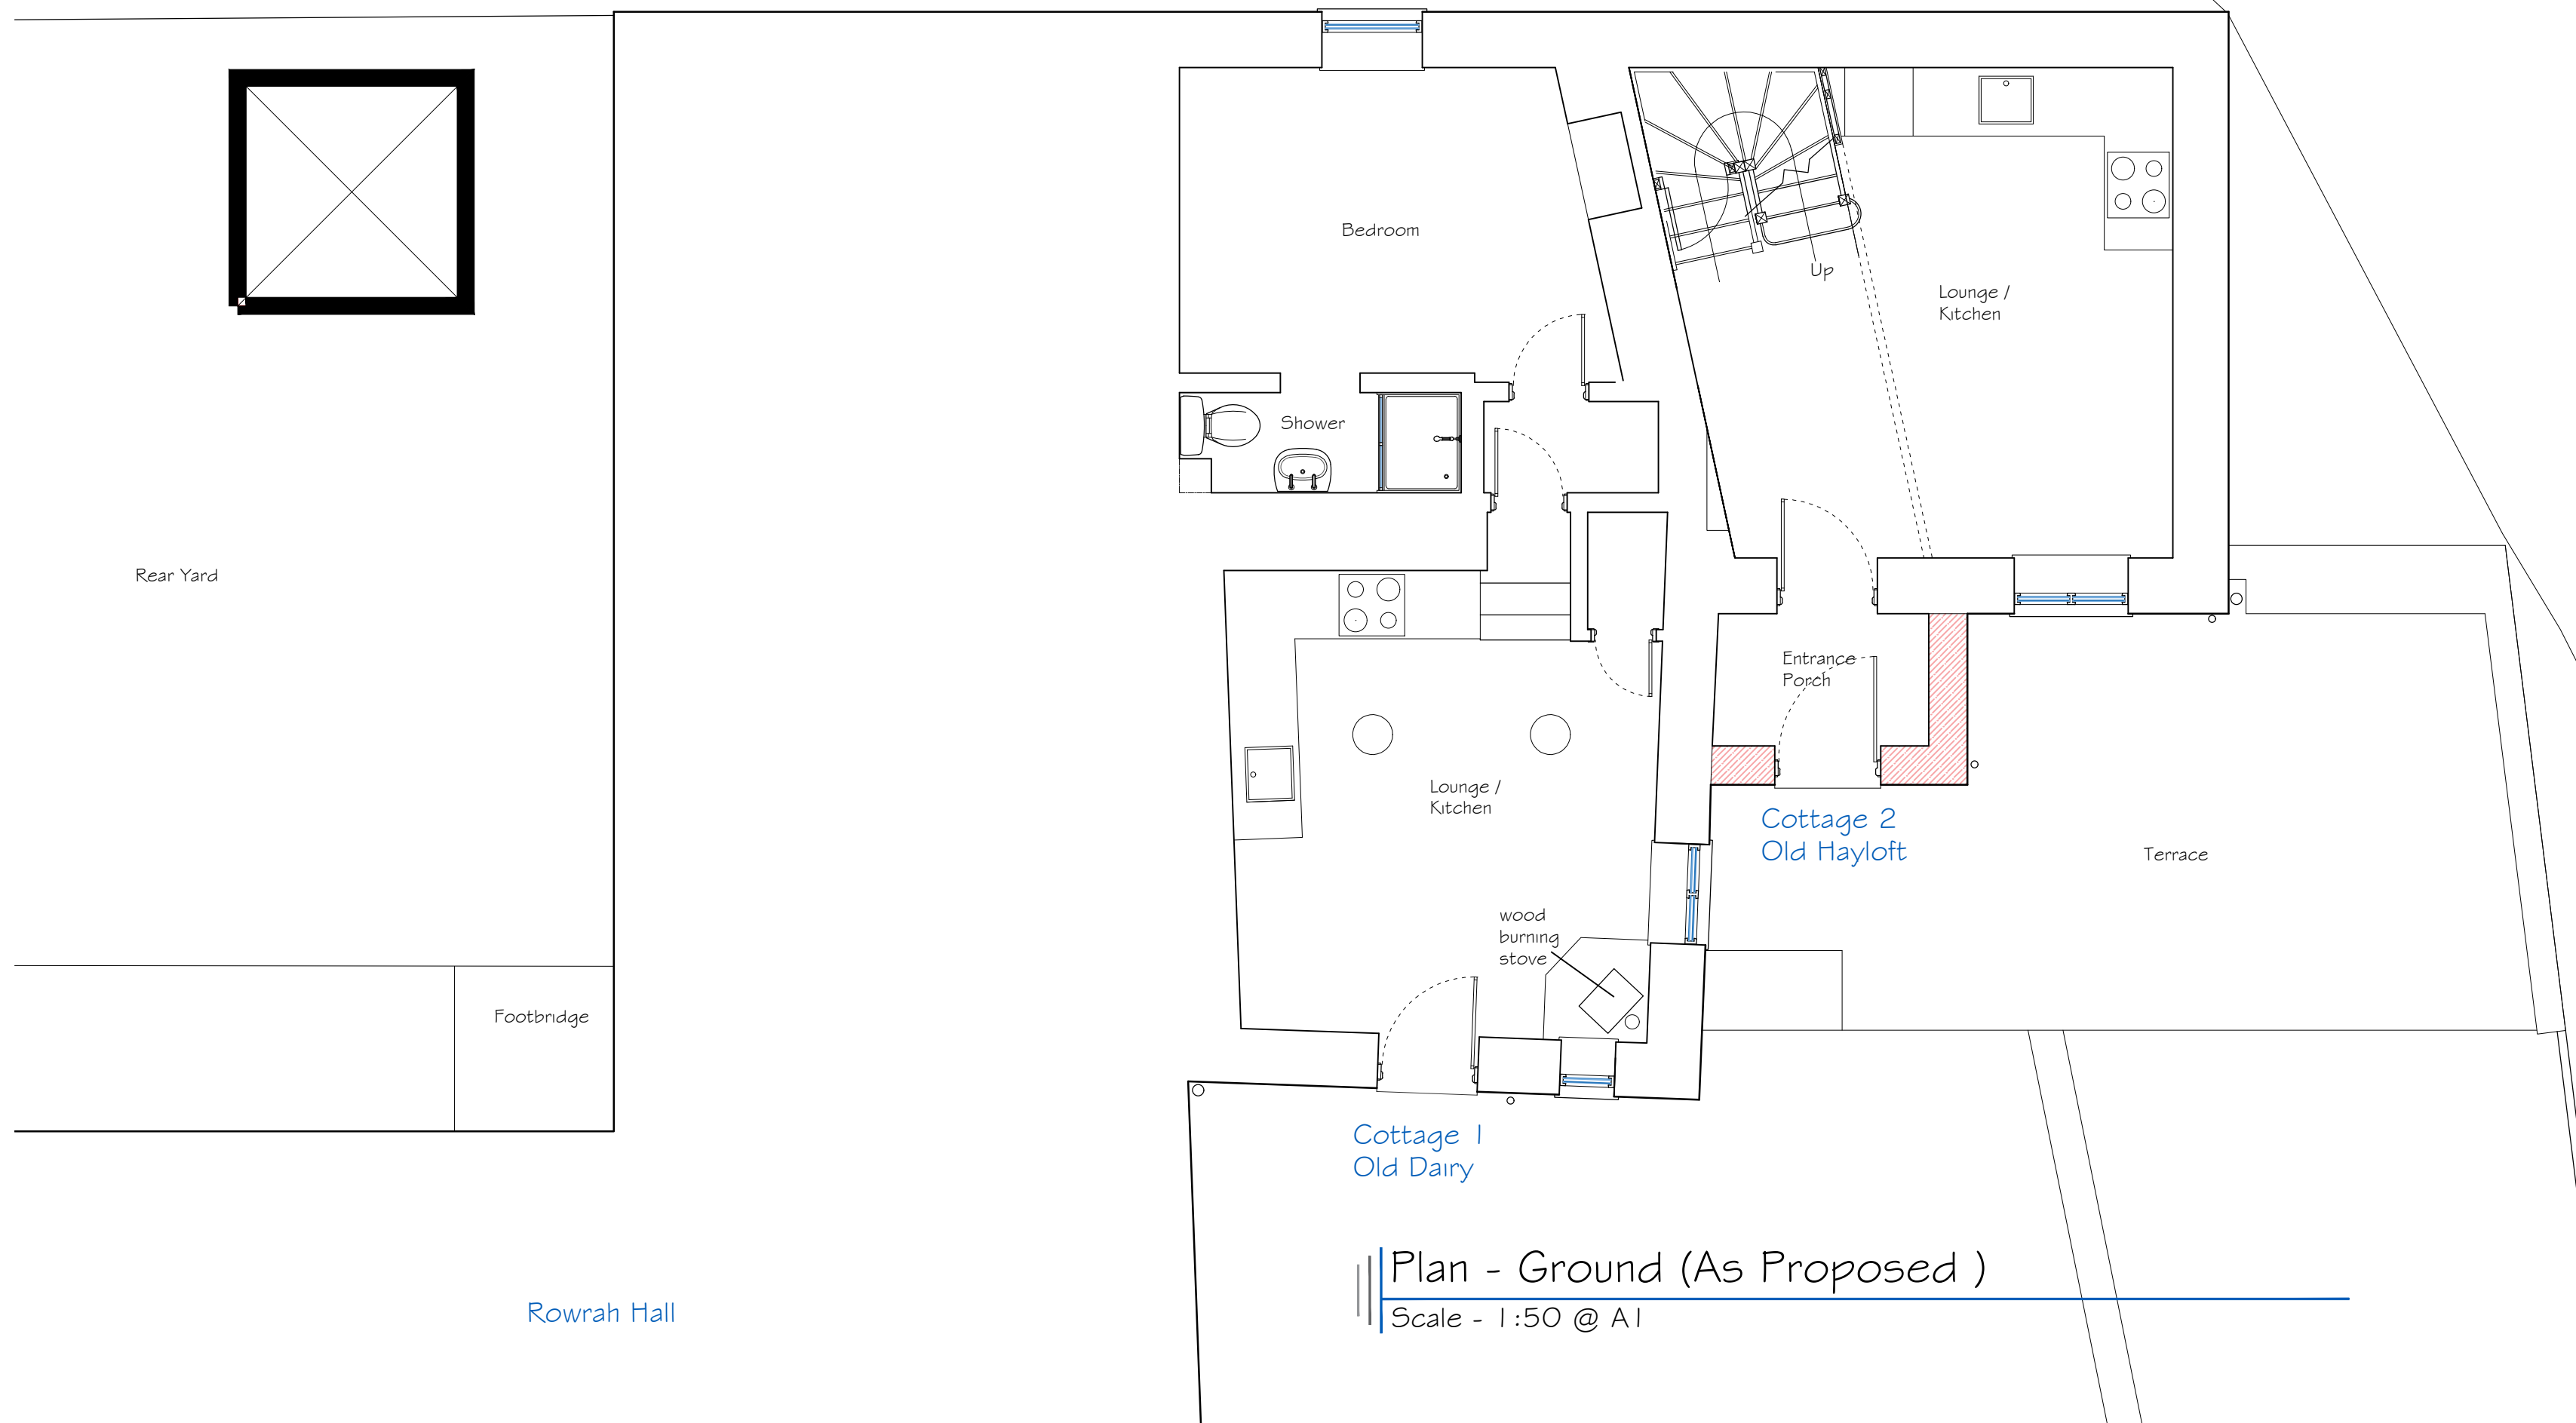 Bedroom
Up
Lounge /
Kitchen
Shower
Rear Yard
Entrance
Porch
Lounge /
Kitchen
Cottage 2
Old Hayloft
Terrace
wood
burning
stove
Footbridge
Cottage 1
Old Dairy
Plan - Ground (As Proposed )
Rowrah Hall
Scale - 1:50 @ A1